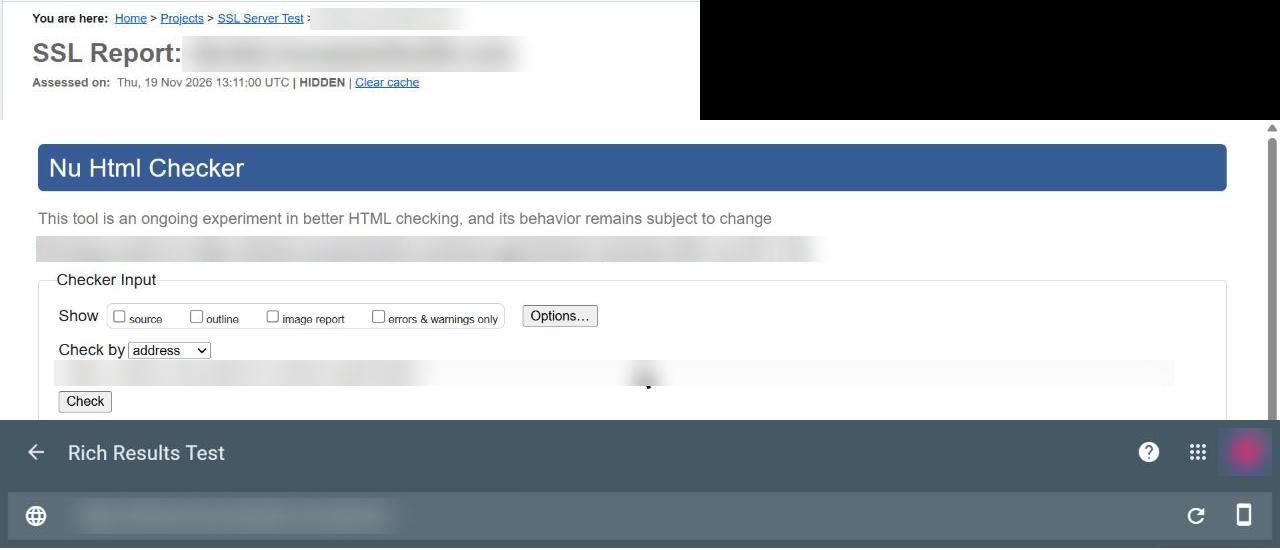 You are here: Home > Projects > SSL Server Test >
SSL Report:
Assessed on: Thu, 19 Nov 2026 13:11:00 UTC | HIDDEN | Clear cache
Nu Html Checker
This tool is an ongoing experiment in better HTML checking, and its behavior remains subject to change
Checker Input
Show source outline image report errors & warnings only Options...
Check by address
Check
Rich Results Test